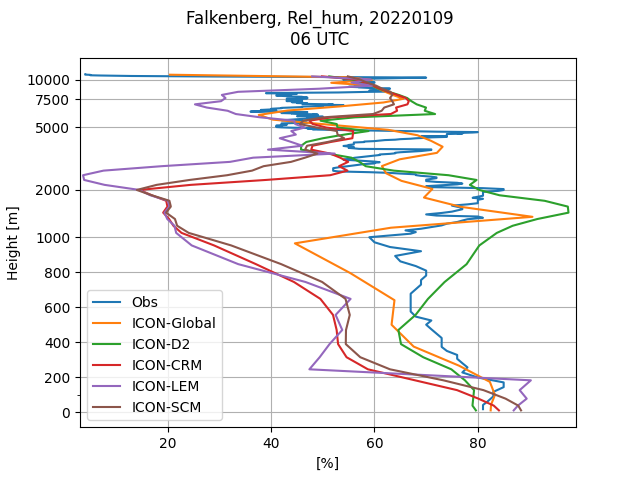 Falkenberg, Rel_hum, 20220109
06 UTC
Height [m]
10000
7500
5000
2000
1000
800
600
400
200
0
Obs
ICON-Global
ICON-D2
ICON-CRM
ICON-LEM
ICON-SCM
20 40 60 80
[%]